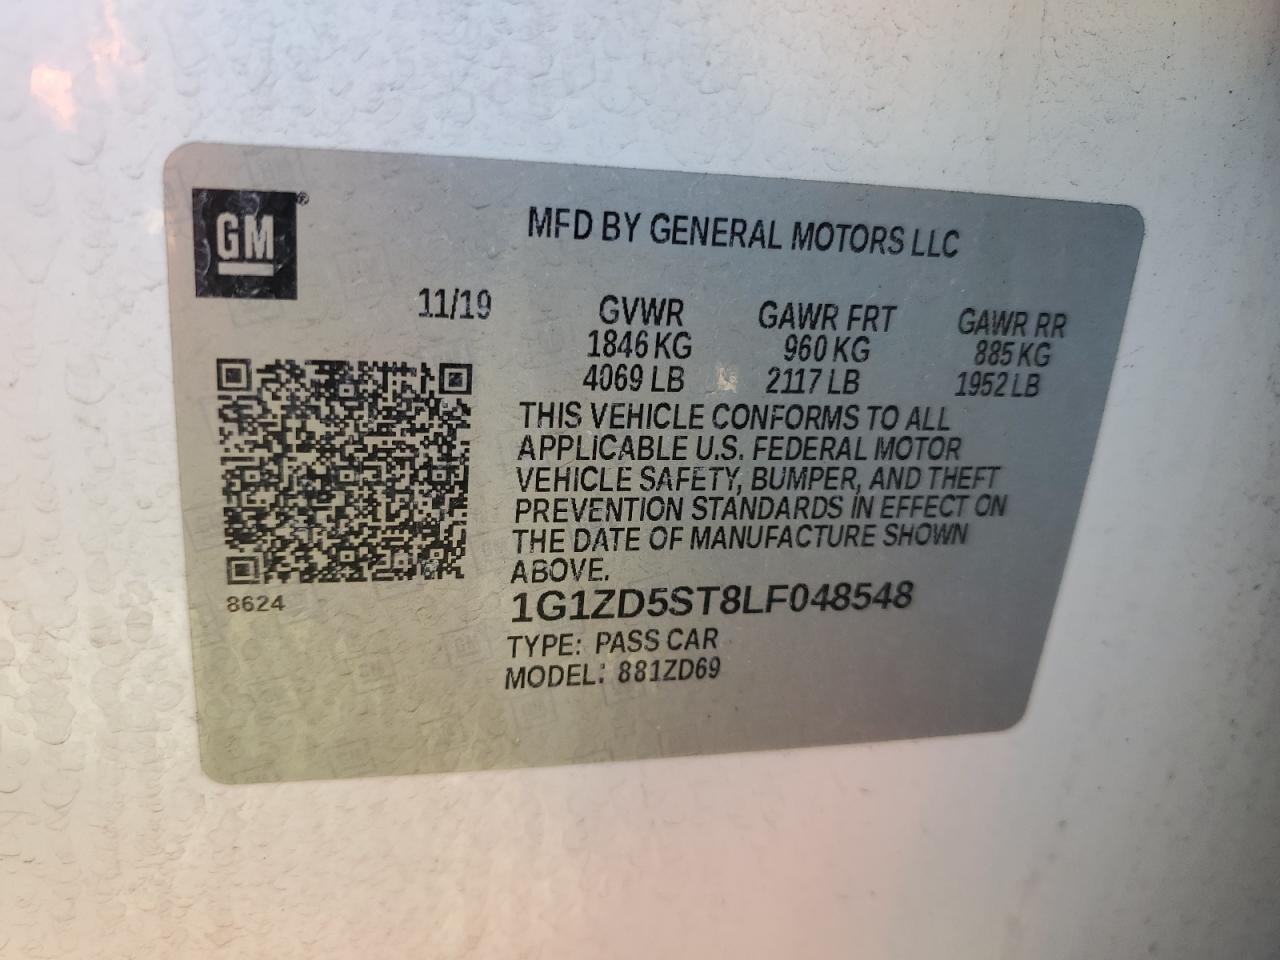 GM®
MFD BY GENERAL MOTORS LLC
11/19 GVWR GAWR FRT GAWR RR
1846 KG 960 KG 885 KG
4069 LB 2117 LB 1952 LB
THIS VEHICLE CONFORMS TO ALL
APPLICABLE U.S. FEDERAL MOTOR
VEHICLE SAFETY, BUMPER, AND THEFT
PREVENTION STANDARDS IN EFFECT ON
THE DATE OF MANUFACTURE SHOWN
ABOVE.
8624
1G1ZD5ST8LF048548
TYPE: PASS CAR
MODEL: 881ZD69